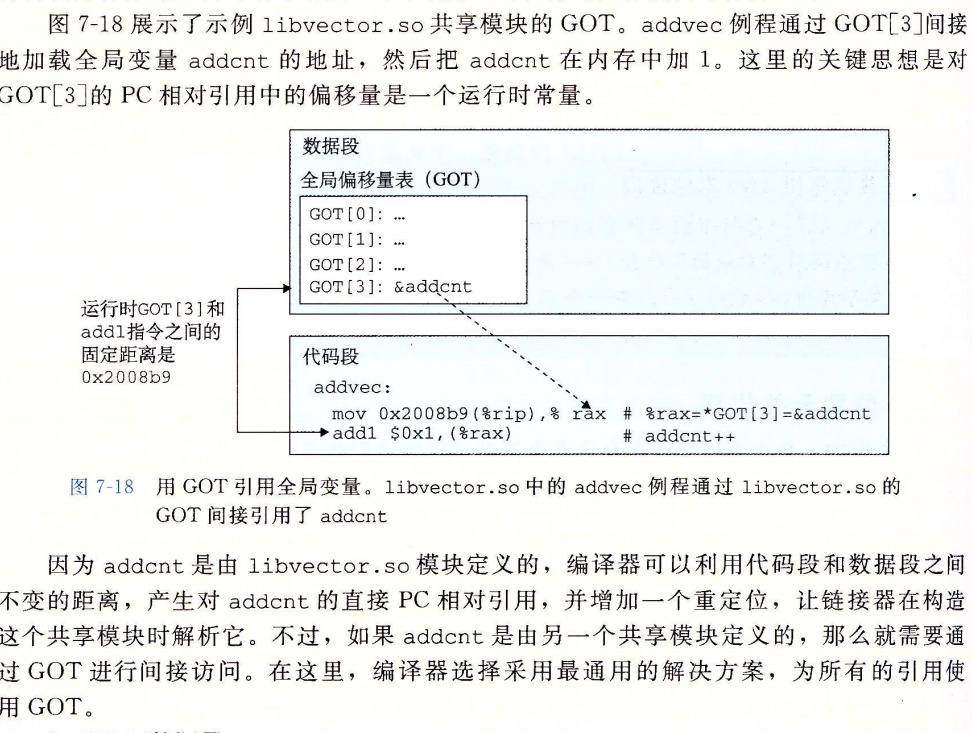 图 7-18 展示了示例 libvector.so 共享模块的 GOT。addvec 例程通过 GOT[3]间接
地加载全局变量 addcnt 的地址，然后把 addcnt 在内存中加 1。这里的关键思想是对
GOT[3]的 PC 相对引用中的偏移量是一个运行时常量。
数据段
全局偏移量表（GOT）
GOT[0]: …
GOT[1]: …
GOT[2]: …
GOT[3]: &addcnt
运行时GOT[3]和
addl指令之间的
固定距离是
0x2008b9
代码段
addvec:
mov 0x2008b9(%rip),% rax # %rax=*GOT[3]=&addcnt
addl $0x1,(%rax) # addcnt++
图 7-18 用 GOT 引用全局变量。libvector.so 中的 addvec 例程通过 libvector.so 的
GOT 间接引用了 addcnt
因为 addcnt 是由 libvector.so 模块定义的，编译器可以利用代码段和数据段之间
不变的距离，产生对 addcnt 的直接 PC 相对引用，并增加一个重定位，让链接器在构造
这个共享模块时解析它。不过，如果 addcnt 是由另一个共享模块定义的，那么就需要通
过 GOT 进行间接访问。在这里，编译器选择采用最通用的解决方案，为所有的引用使
用 GOT。